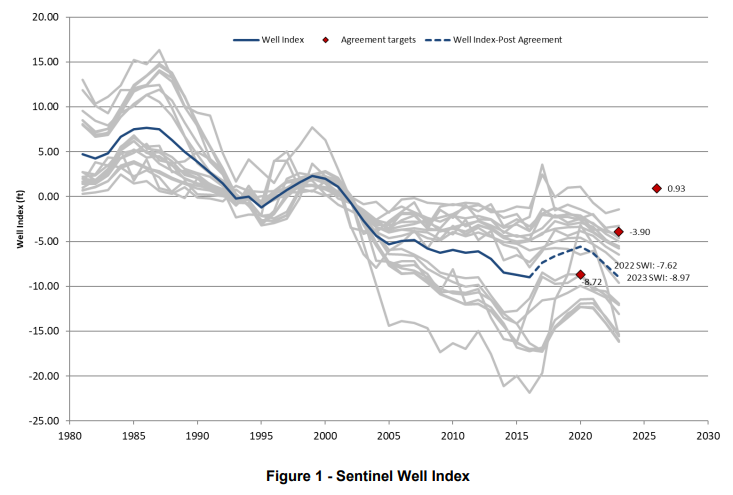 20.00
Well Index
Agreement targets
Well Index-Post Agreement
15.00
10.00
5.00
0.00
0.93
-3.90
-5.00
2022 SWI: -7.62
2023 SWI: -8.97
-8.72
-10.00
-15.00
-20.00
-25.00
Well Index (ft)
1980 1985 1990 1995 2000 2005 2010 2015 2020 2025 2030
Figure 1 - Sentinel Well Index